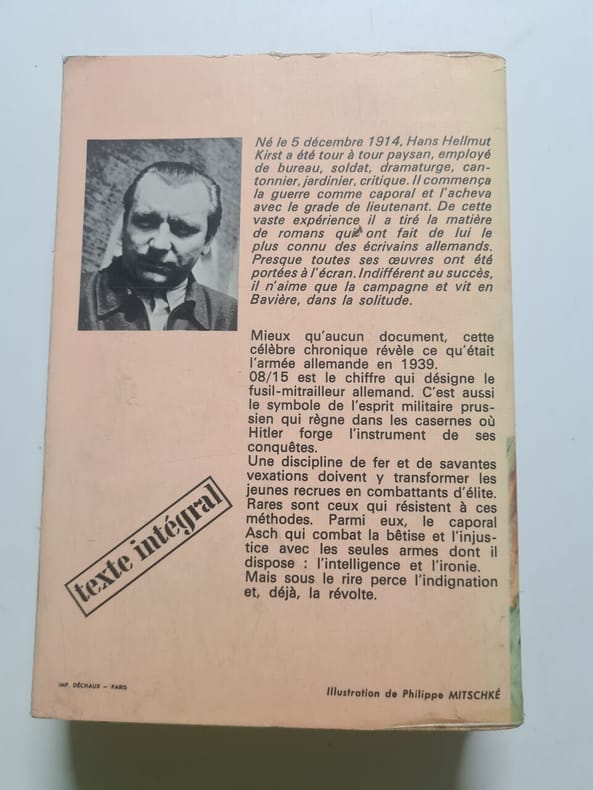 Né le 5 décembre 1914, Hans Hellmut
Kirst a été tour à tour paysan, employé
de bureau, soldat, dramaturge, can-
tonnier, jardinier, critique. Il commença
la guerre comme caporal et l'acheva
avec le grade de lieutenant. De cette
vaste expérience il a tiré la matière
de romans qui ont fait de lui le
plus connu des écrivains allemands.
Presque toutes ses œuvres ont été
portées à l'écran. Indifférent au succès,
il n'aime que la campagne et vit en
Bavière, dans la solitude.
Mieux qu'aucun document, cette
célèbre chronique révèle ce qu'était
l'armée allemande en 1939.
08/15 est le chiffre qui désigne le
fusil-mitrailleur allemand. C'est aussi
le symbole de l'esprit militaire prus-
sien qui règne dans les casernes où
Hitler forge l'instrument de ses
conquêtes.
Une discipline de fer et de savantes
vexations doivent y transformer les
jeunes recrues en combattants d'élite.
Rares sont ceux qui résistent à ces
méthodes. Parmi eux, le caporal
Asch qui combat la bêtise et l'injus-
tice avec les seules armes dont il
dispose : l'intelligence et l'ironie.
Mais sous le rire perce l'indignation
et, déjà, la révolte.
texte intégral
IMP. DÉCHAUX – PARIS
Illustration de Philippe MITSCHKÉ